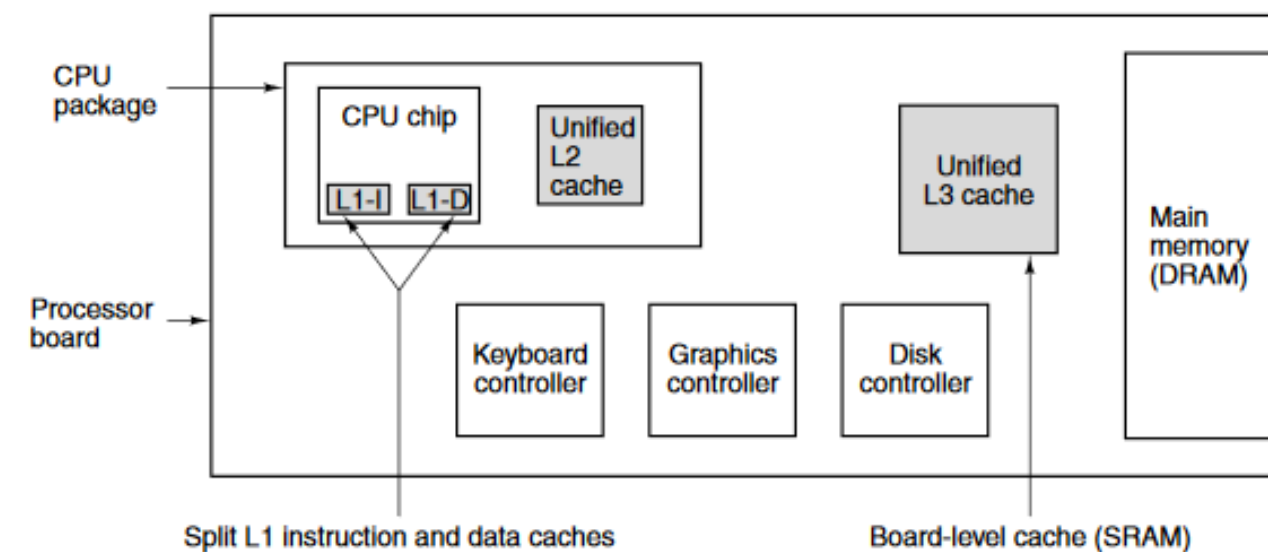 CPU
package
CPU chip
L1-I
L1-D
Unified
L2
cache
Unified
L3 cache
Main
memory
(DRAM)
Processor
board
Keyboard
controller
Graphics
controller
Disk
controller
Split L1 instruction and data caches
Board-level cache (SRAM)